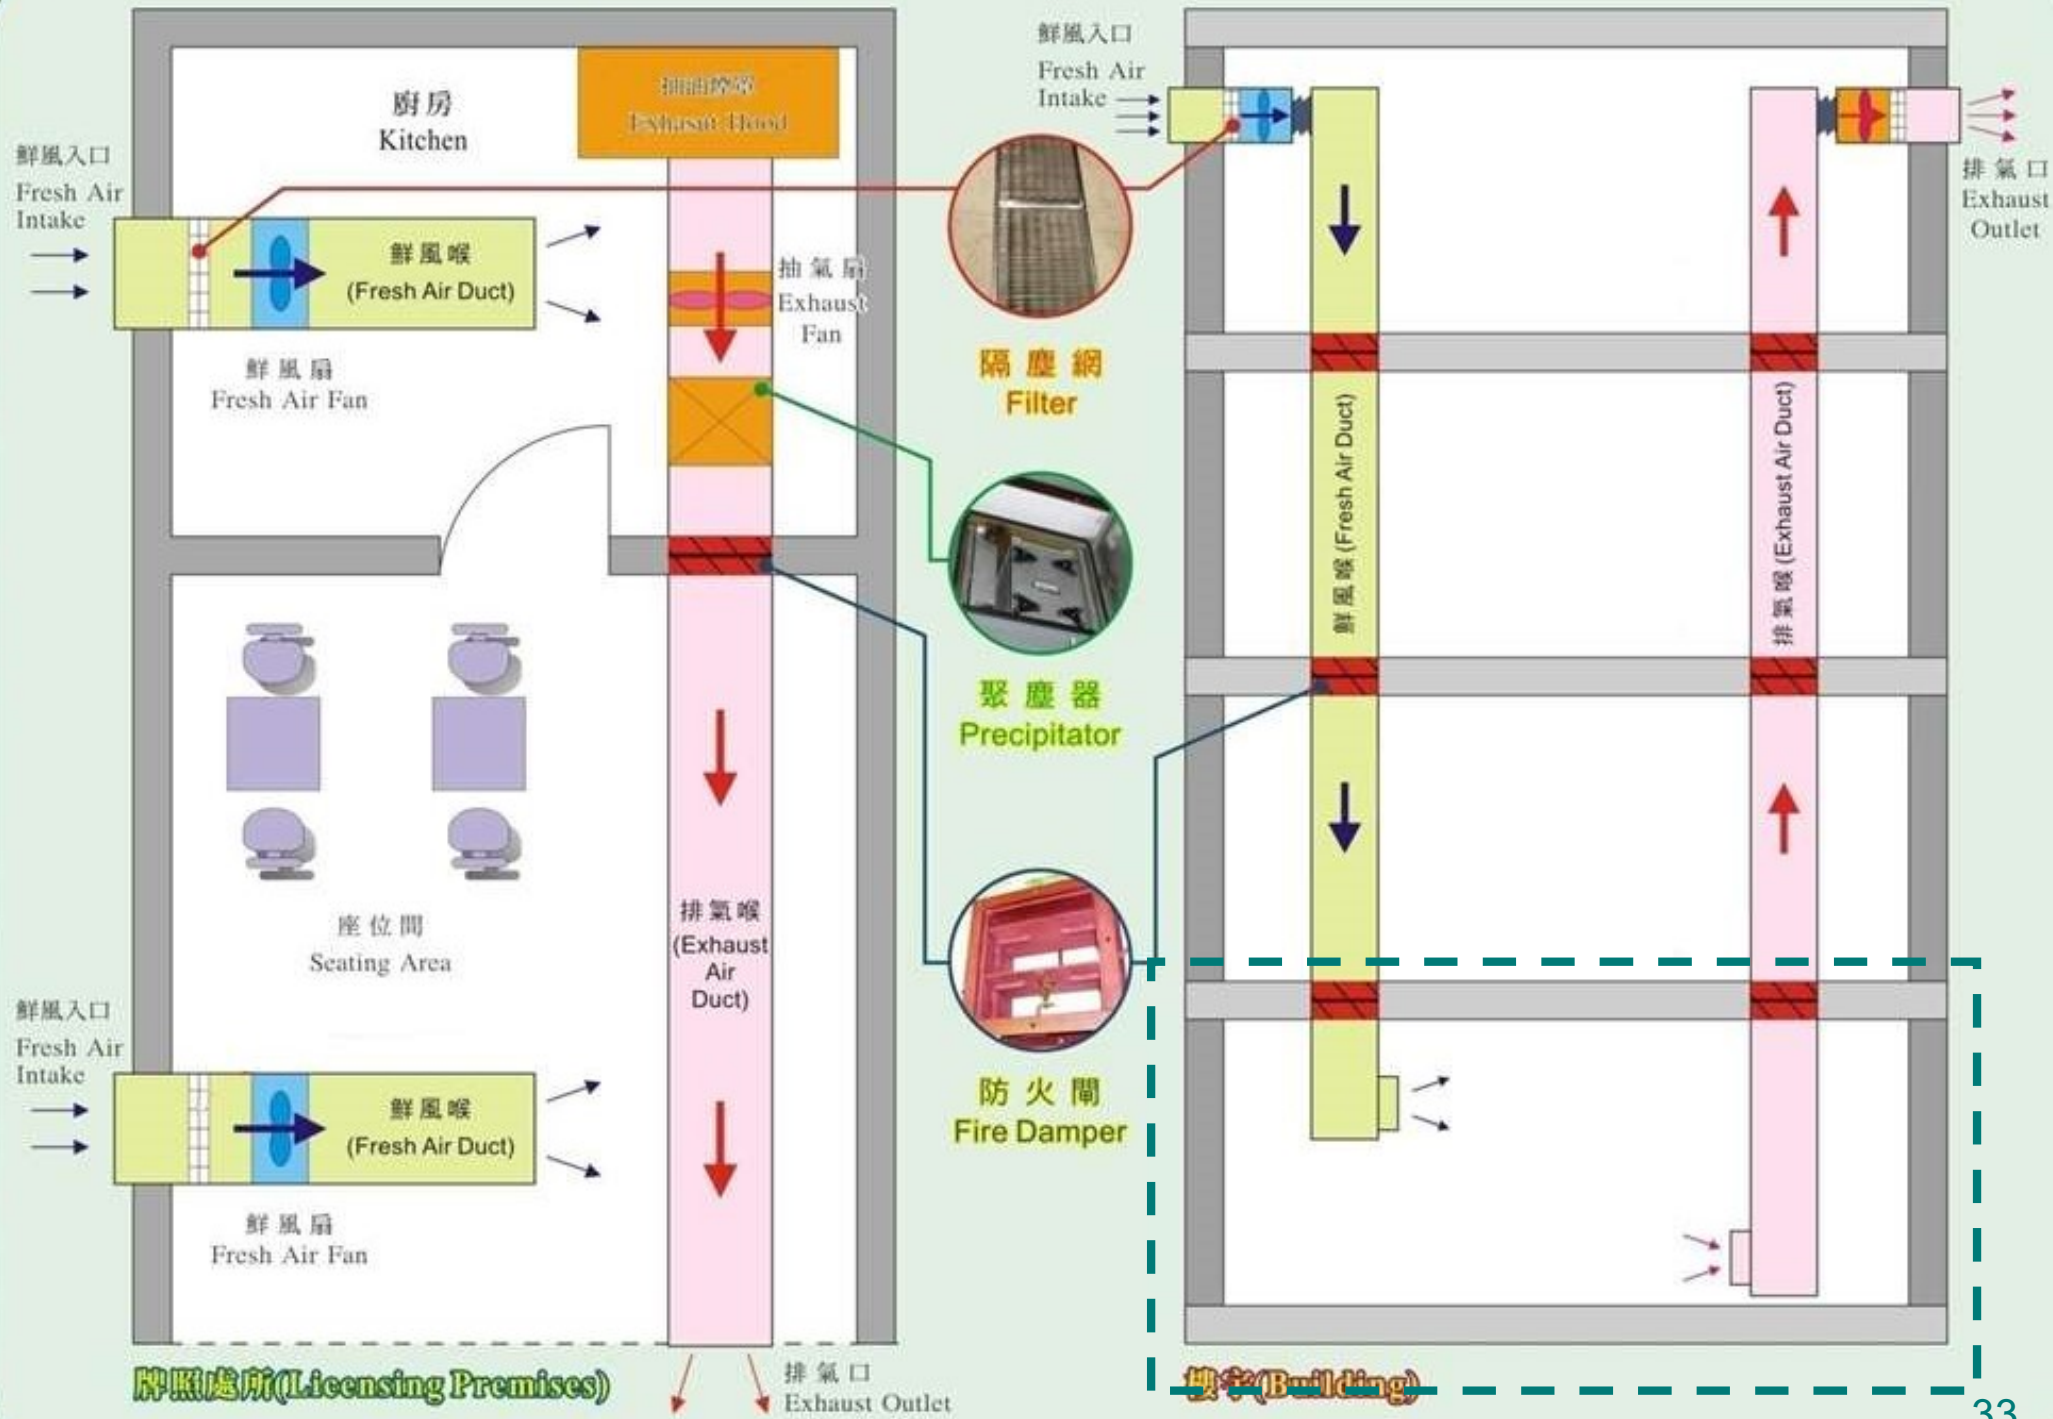 廚房
Kitchen
抽油煙罩
Exhasut Hood
鮮風入口
Fresh Air
Intake
鮮風喉
(Fresh Air Duct)
鮮風扇
Fresh Air Fan
抽氣扇
Exhaust
Fan
座位間
Seating Area
鮮風入口
Fresh Air
Intake
鮮風喉
(Fresh Air Duct)
鮮風扇
Fresh Air Fan
排氣喉
(Exhaust
Air
Duct)
牌照處所(Licensing Premises)
排氣口
Exhaust Outlet
隔塵網
Filter
聚塵器
Precipitator
防火閘
Fire Damper
鮮風入口
Fresh Air
Intake
鮮風喉 (Fresh Air Duct)
排氣喉 (Exhaust Air Duct)
排氣口
Exhaust
Outlet
樓宇(Building)
33